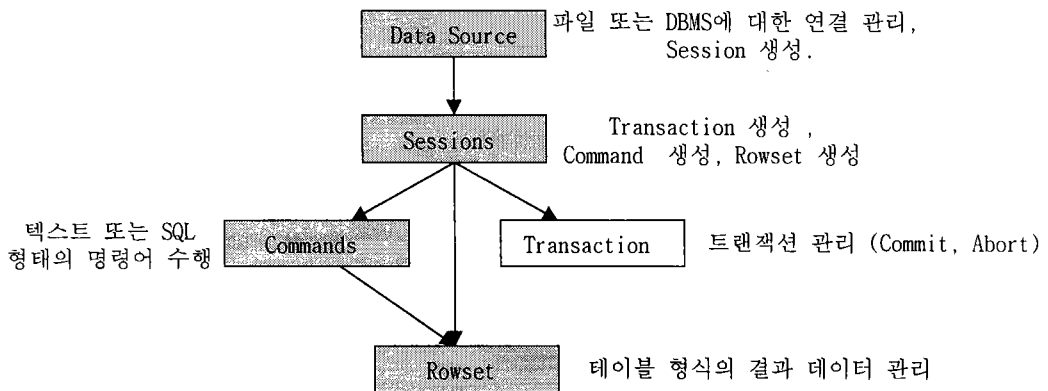 Data Source
파일 또는 DBMS에 대한 연결 관리,
Session 생성.
Sessions
Transaction 생성 ,
Command 생성, Rowset 생성
텍스트 또는 SQL
형태의 명령어 수행
Commands
Transaction
트랜잭션 관리 (Commit, Abort)
Rowset
테이블 형식의 결과 데이터 관리